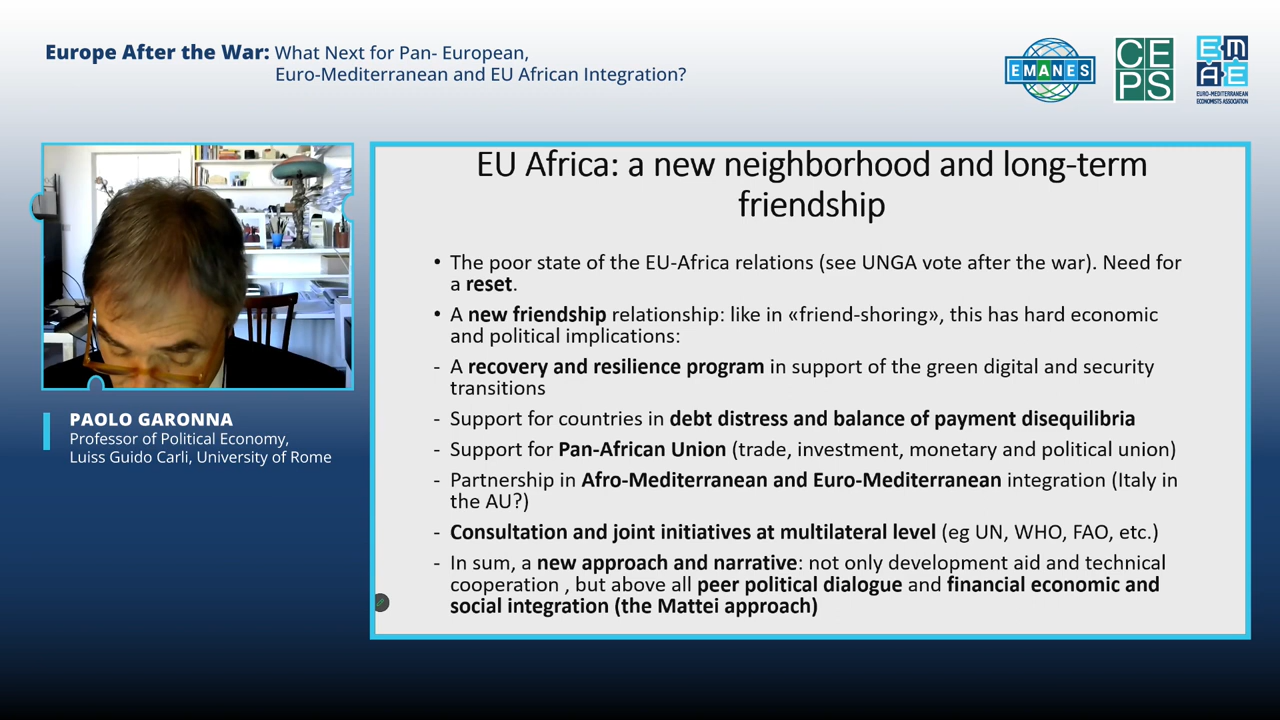 Europe After the War: What Next for Pan- European,
Euro-Mediterranean and EU African Integration?
EMANES
CE
PS
EM
AE
EURO-MEDITERRANEAN
ECONOMISTS ASSOCIATION
EU Africa: a new neighborhood and long-term
friendship
• The poor state of the EU-Africa relations (see UNGA vote after the war). Need for
a reset.
• A new friendship relationship: like in «friend-shoring», this has hard economic
and political implications:
- A recovery and resilience program in support of the green digital and security
transitions
- Support for countries in debt distress and balance of payment disequilibria
- Support for Pan-African Union (trade, investment, monetary and political union)
- Partnership in Afro-Mediterranean and Euro-Mediterranean integration (Italy in
the AU?)
- Consultation and joint initiatives at multilateral level (eg UN, WHO, FAO, etc.)
- In sum, a new approach and narrative: not only development aid and technical
cooperation , but above all peer political dialogue and financial economic and
social integration (the Mattei approach)
PAOLO GARONNA
Professor of Political Economy,
Luiss Guido Carli, University of Rome